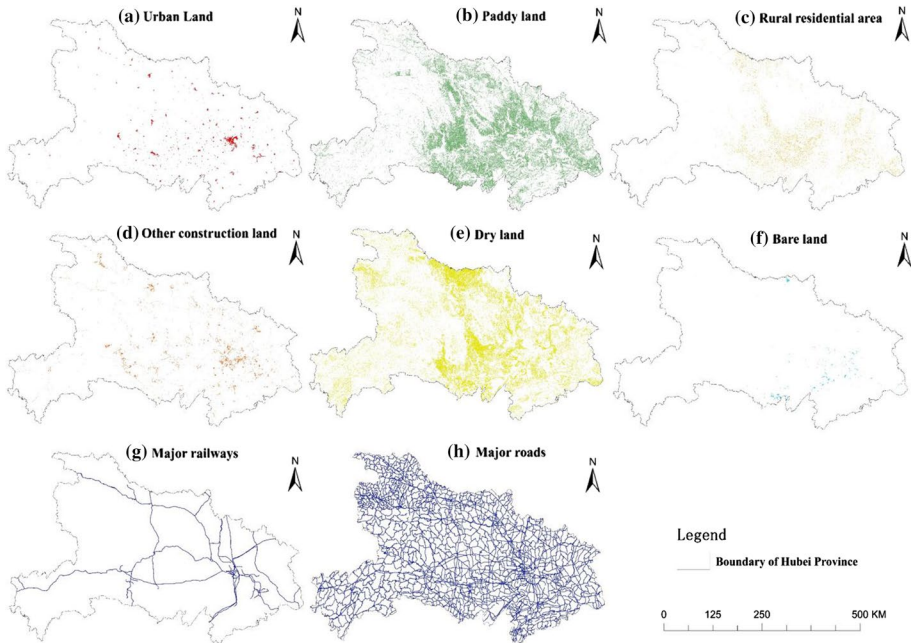 (a) Urban Land
N
(b) Paddy land
N
(c) Rural residential area
N
(d) Other construction land
N
(e) Dry land
N
(f) Bare land
N
(g) Major railways
N
(h) Major roads
N
Legend
Boundary of Hubei Province
0 125 250 500 KM